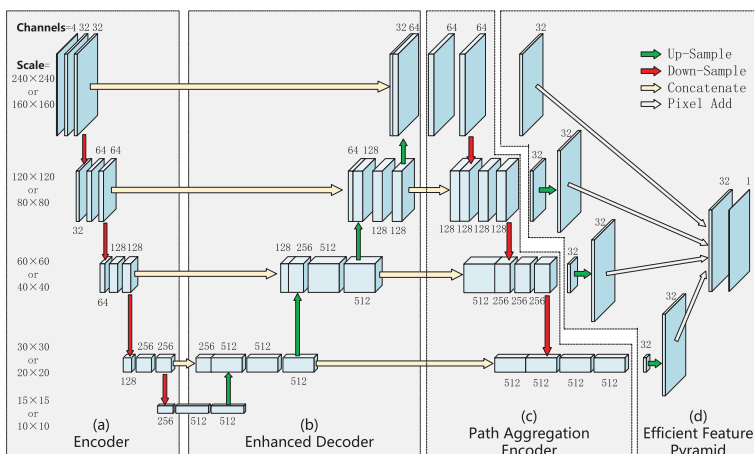 Channels=4 32 32
Scale=
240×240
or
160×160
32 64
64 64
32
32
Up-Sample
Down-Sample
Concatenate
Pixel Add
64 64
120×120
or
80×80
32
64 128
128 128
128 128 128 128
32
32
32 1
128 128
60×60
or
40×40
64
128 256 512
512
512 256 256 256
32
32
256 256
30×30
or
20×20
128
256 512 512
512
512 512 512 512
32
32
15×15
or
10×10
256 512 512
(a)
Encoder
(b)
Enhanced Decoder
(c)
Path Aggregation
Encoder
(d)
Efficient Feature
Pyramid